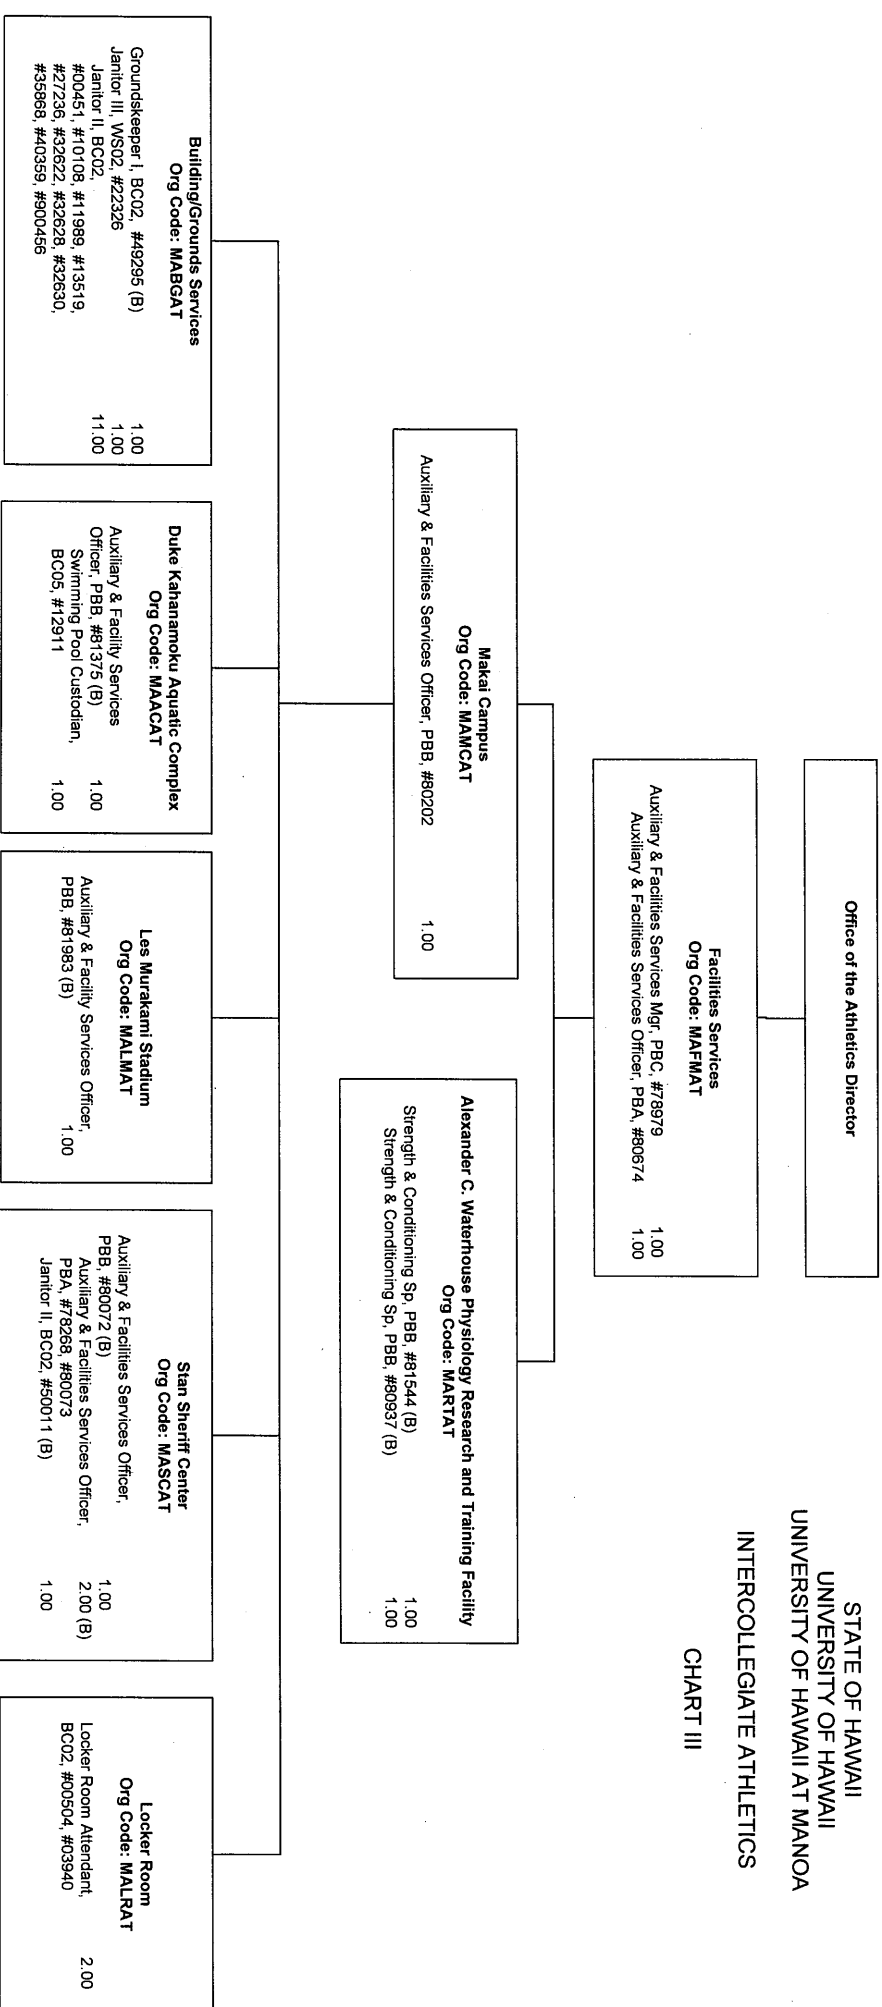 STATE OF HAWAII
UNIVERSITY OF HAWAII
UNIVERSITY OF HAWAII AT MANOA
INTERCOLLEGIATE ATHLETICS
CHART III
Office of the Athletics Director
Facilities Services
Org Code: MAFMAT
Auxiliary & Facilities Services Mgr, PBC, #78979 1.00
Auxiliary & Facilities Services Officer, PBA, #80674 1.00
Makai Campus
Org Code: MAMCAT
Auxiliary & Facilities Services Officer, PBB, #80202 1.00
Alexander C. Waterhouse Physiology Research and Training Facility
Org Code: MARTAT
Strength & Conditioning Sp, PBB, #81544 (B) 1.00
Strength & Conditioning Sp, PBB, #80937 (B) 1.00
Building/Grounds Services
Org Code: MABGAT
Groundskeeper I, BC02, #49295 (B) 1.00
Janitor III, WS02, #22326 1.00
Janitor II, BC02, 11.00
#00451, #10108, #11989, #13519,
#27236, #32622, #32628, #32630,
#35868, #40359, #900456
Duke Kahanamoku Aquatic Complex
Org Code: MAACAT
Auxiliary & Facility Services
Officer, PBB, #81375 (B) 1.00
Swimming Pool Custodian,
BC05, #12911 1.00
Les Murakami Stadium
Org Code: MALMAT
Auxiliary & Facility Services Officer,
PBB, #81983 (B) 1.00
Stan Sheriff Center
Org Code: MASCAT
Auxiliary & Facilities Services Officer,
PBB, #80072 (B) 1.00
Auxiliary & Facilities Services Officer, 2.00 (B)
PBA, #78268, #80073
Janitor II, BC02, #50011 (B) 1.00
Locker Room
Org Code: MALRAT
Locker Room Attendant, 2.00
BC02, #00504, #03940